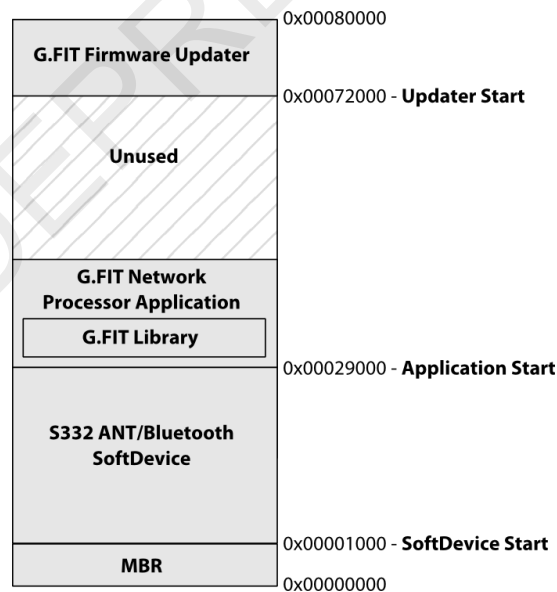 0x00080000
G.FIT Firmware Updater
0x00072000 - Updater Start
Unused
G.FIT Network
Processor Application
G.FIT Library
0x00029000 - Application Start
S332 ANT/Bluetooth
SoftDevice
0x00001000 - SoftDevice Start
MBR
0x00000000